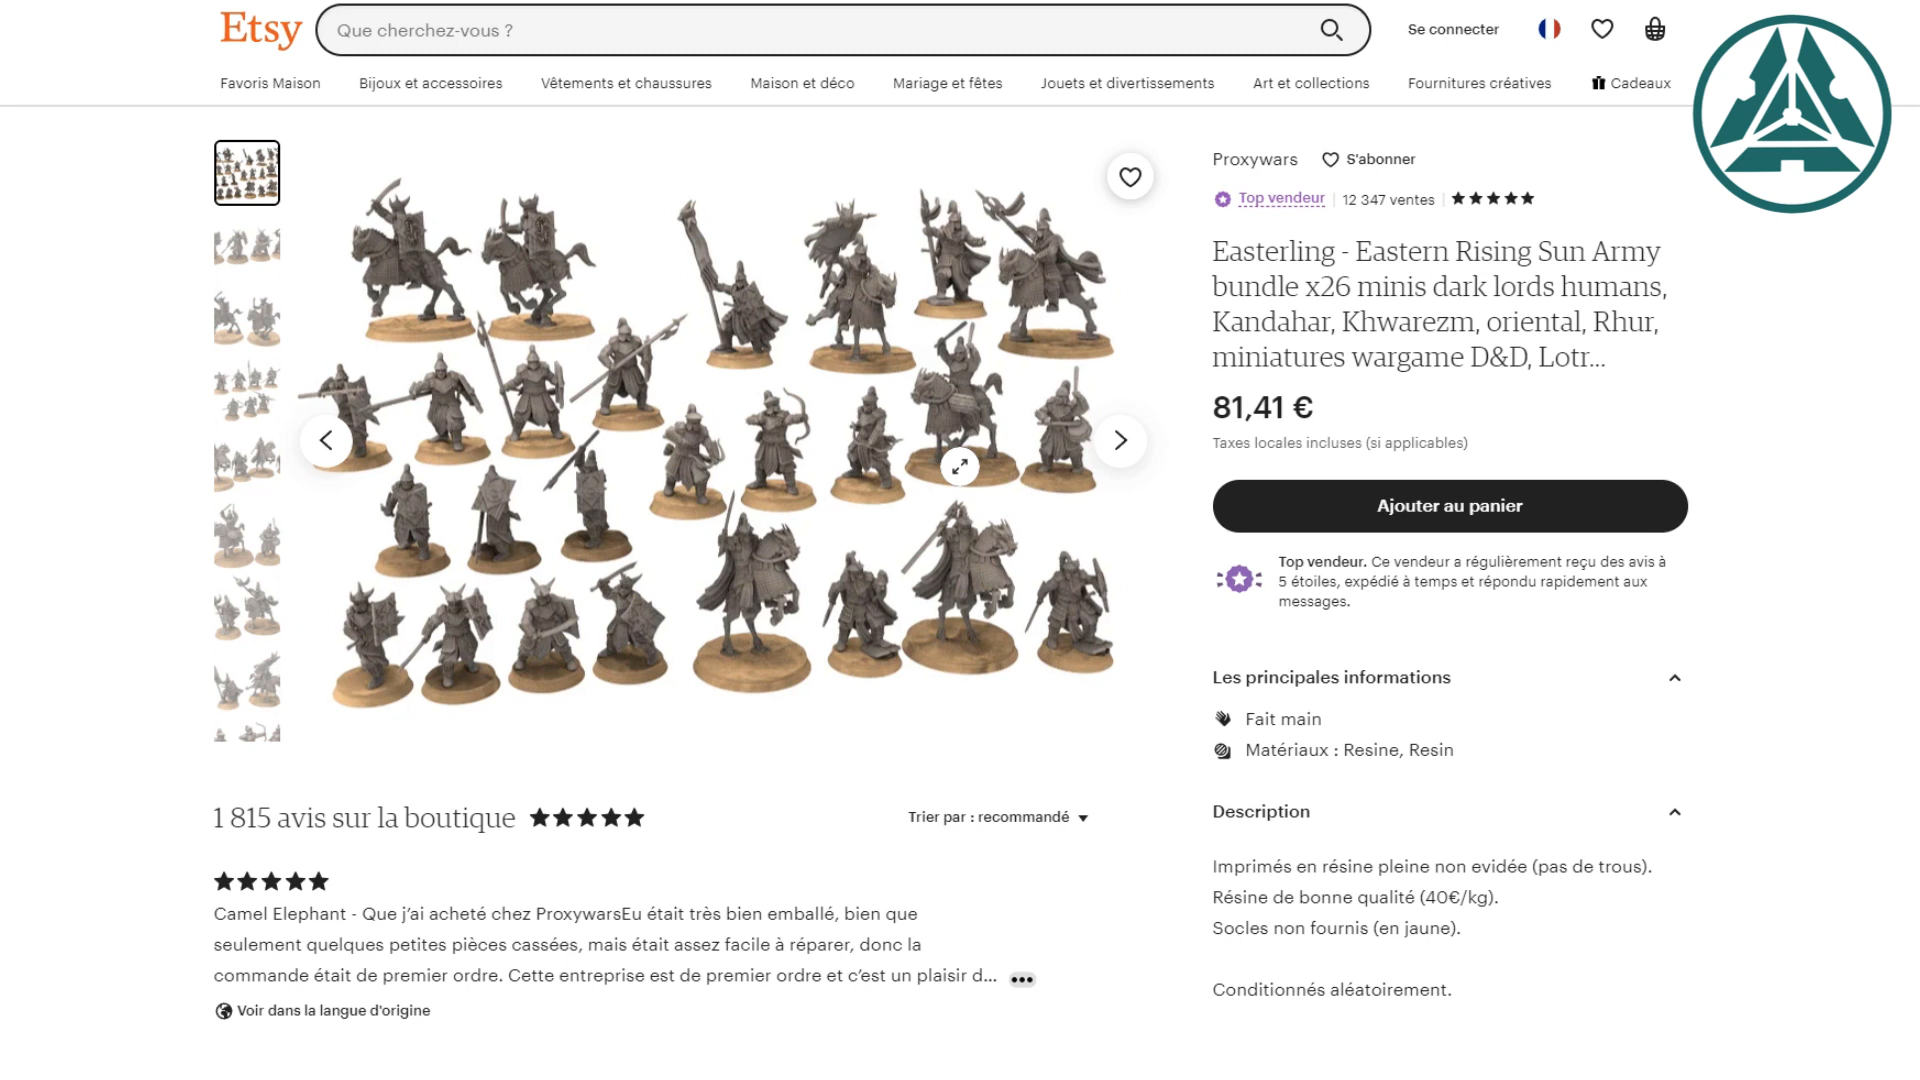 Etsy
Que cherchez-vous ?
Se connecter
Favoris Maison
Bijoux et accessoires
Vêtements et chaussures
Maison et déco
Mariage et fêtes
Jouets et divertissements
Art et collections
Fournitures créatives
Cadeaux
Proxywars
S'abonner
Top vendeur
12 347 ventes
Easterling - Eastern Rising Sun Army
bundle x26 minis dark lords humans,
Kandahar, Khwarezm, oriental, Rhur,
miniatures wargame D&D, Lotr...
81,41 €
Taxes locales incluses (si applicables)
Ajouter au panier
Top vendeur. Ce vendeur a régulièrement reçu des avis à
5 étoiles, expédié à temps et répondu rapidement aux
messages.
Les principales informations
Fait main
Matériaux : Resine, Resin
Description
Imprimés en résine pleine non evidée (pas de trous).
Résine de bonne qualité (40€/kg).
Socles non fournis (en jaune).
Conditionnés aléatoirement.
1 815 avis sur la boutique
Trier par : recommandé
Camel Elephant - Que j’ai acheté chez ProxywarsEu était très bien emballé, bien que
seulement quelques petites pièces cassées, mais était assez facile à réparer, donc la
commande était de premier ordre. Cette entreprise est de premier ordre et c’est un plaisir d...
Voir dans la langue d'origine